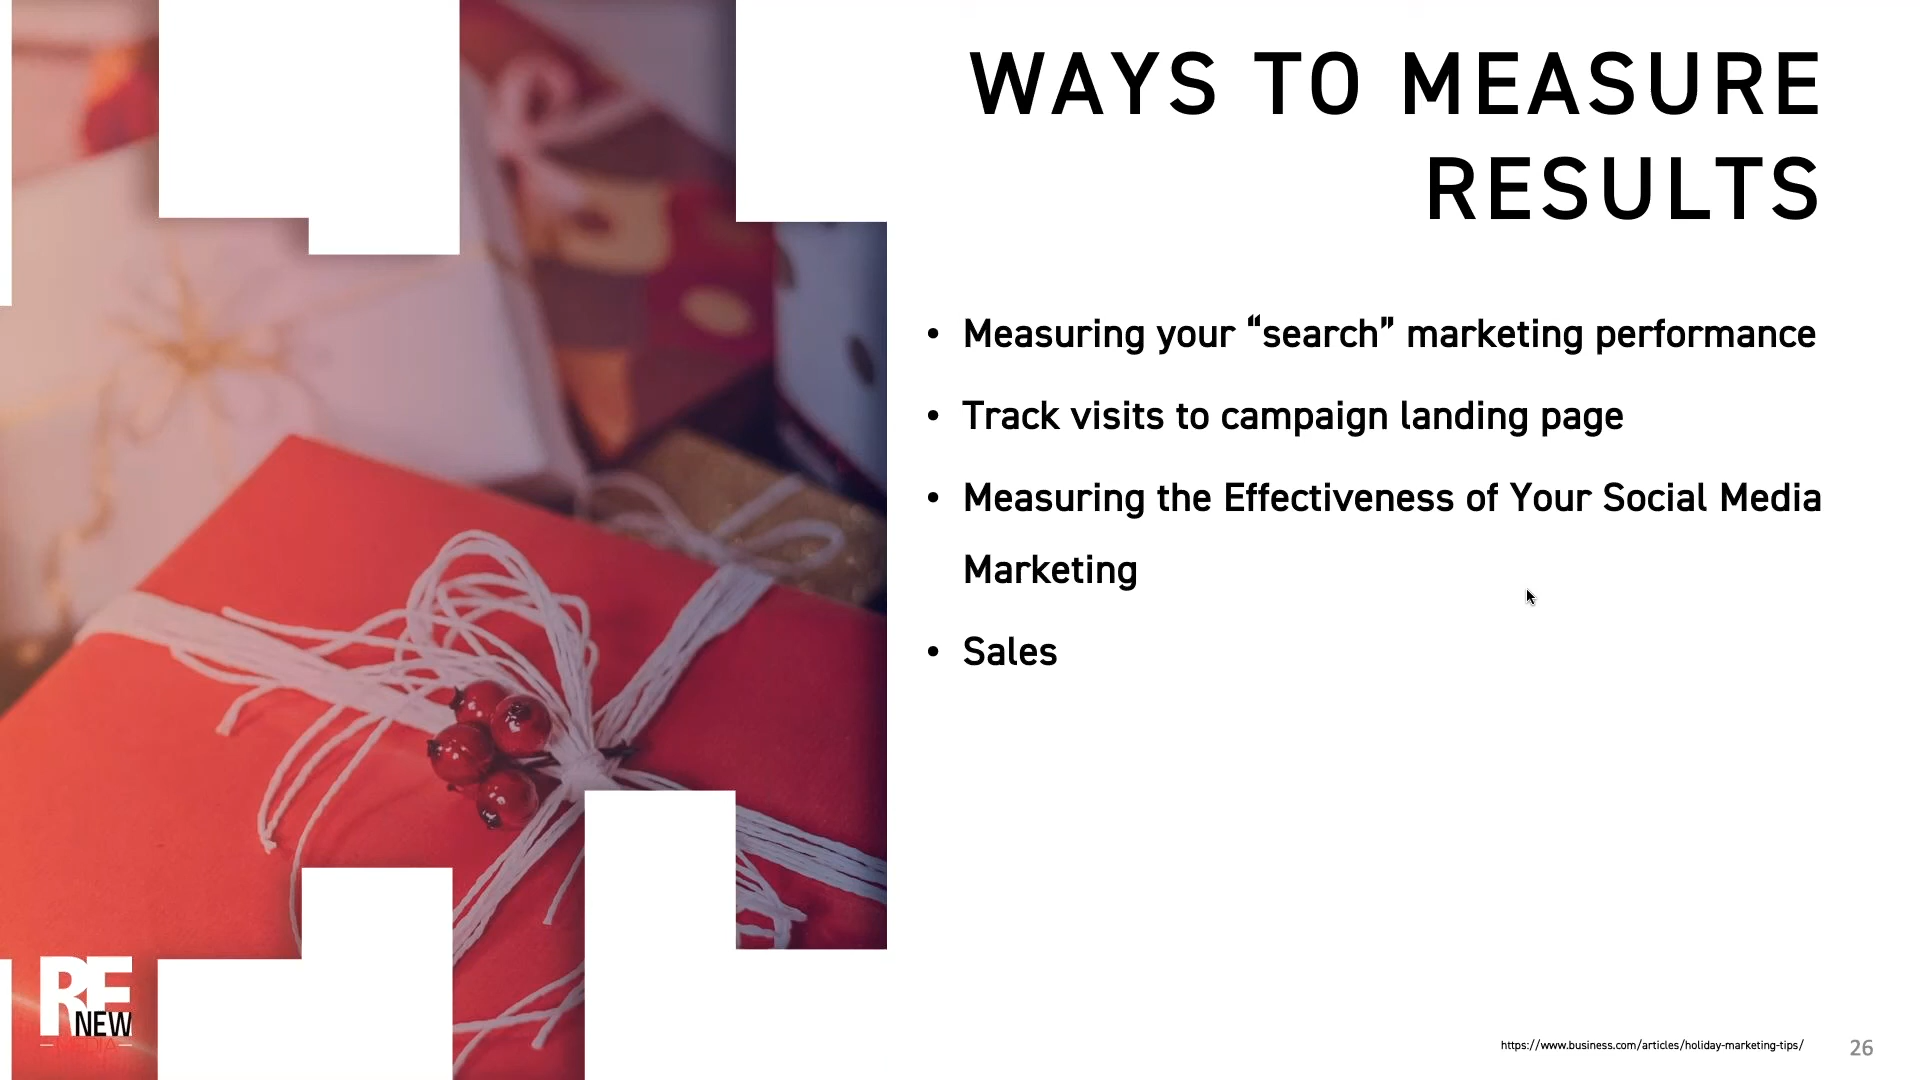 WAYS TO MEASURE
RESULTS
• Measuring your “search” marketing performance
• Track visits to campaign landing page
• Measuring the Effectiveness of Your Social Media
Marketing
• Sales
RE
NEW
MEDIA
https://www.business.com/articles/holiday-marketing-tips/
26